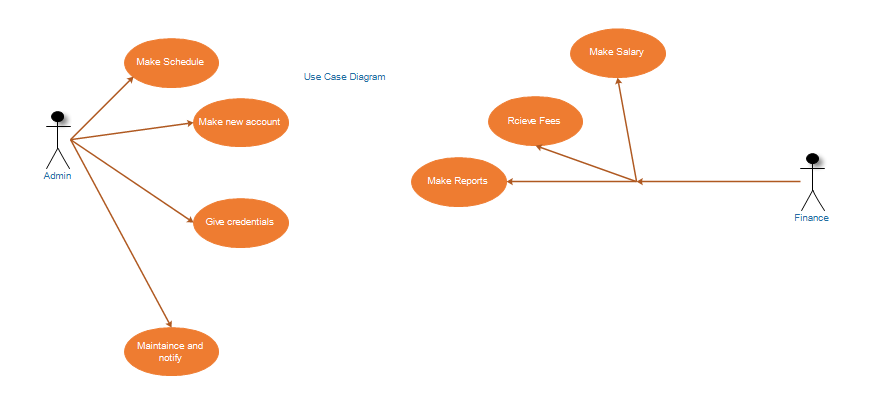 Make Schedule
Use Case Diagram
Make new account
Admin
Give credentials
Maintaince and
notify
Make Salary
Rcieve Fees
Make Reports
Finance